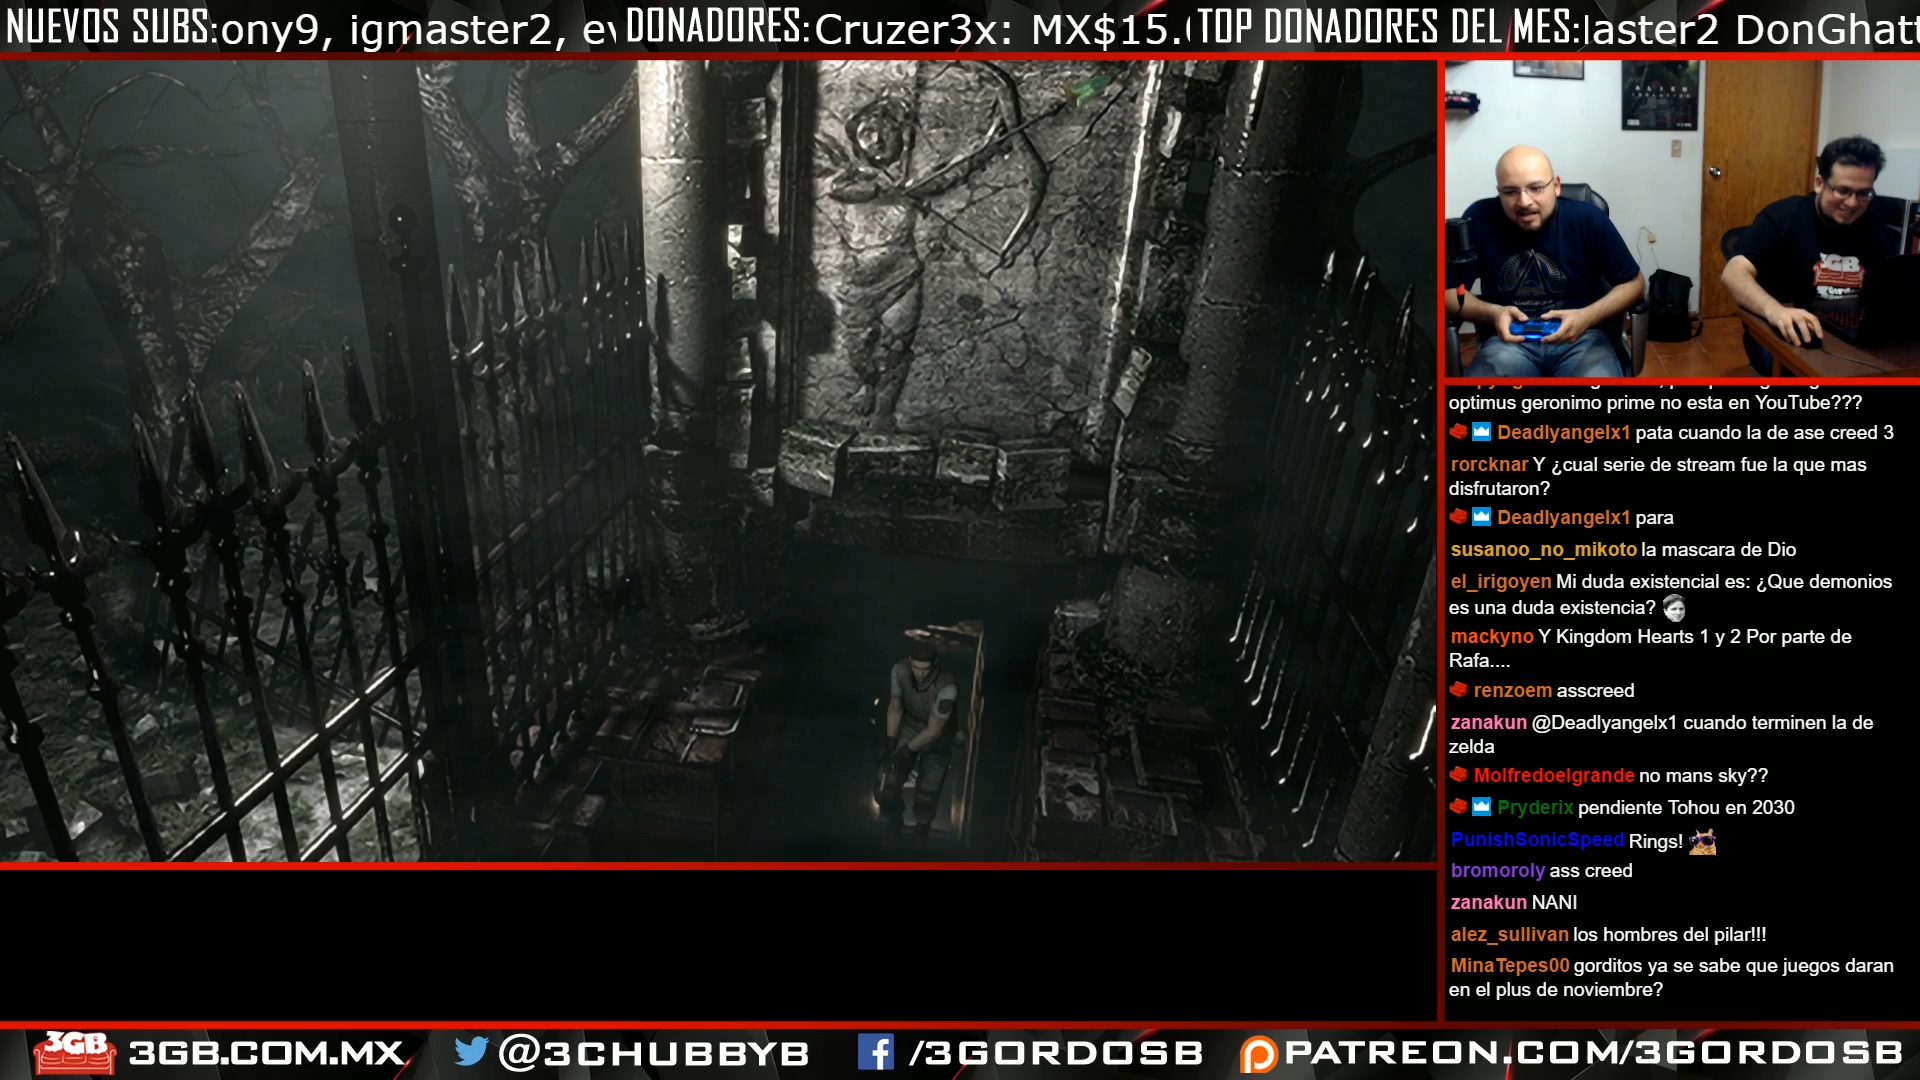 NUEVOS SUBS: ony9, igmaster2, ev DONADORES: Cruzer3x: MX$15. TOP DONADORES DEL MES: laster2 DonGhatt
ALIEN
3GB
optimus geronimo prime no esta en YouTube???
Deadlyangelx1 pata cuando la de ase creed 3
rorcknar Y ¿cual serie de stream fue la que mas
disfrutaron?
Deadlyangelx1 para
susanoo_no_mikoto la mascara de Dio
el_irigoyen Mi duda existencial es: ¿Que demonios
es una duda existencia?
mackyno Y Kingdom Hearts 1 y 2 Por parte de
Rafa....
renzoem asscreed
zanakun @Deadlyangelx1 cuando terminen la de
zelda
Molfredoelgrande no mans sky??
Pryderix pendiente Tohou en 2030
PunishSonicSpeed Rings!
bromoroly ass creed
zanakun NANI
alez_sullivan los hombres del pilar!!!
MinaTepes00 gorditos ya se sabe que juegos daran
en el plus de noviembre?
3GB 3GB.COM.MX @3CHUBBYB /3GORDOSB PATREON.COM/3GORDOSB